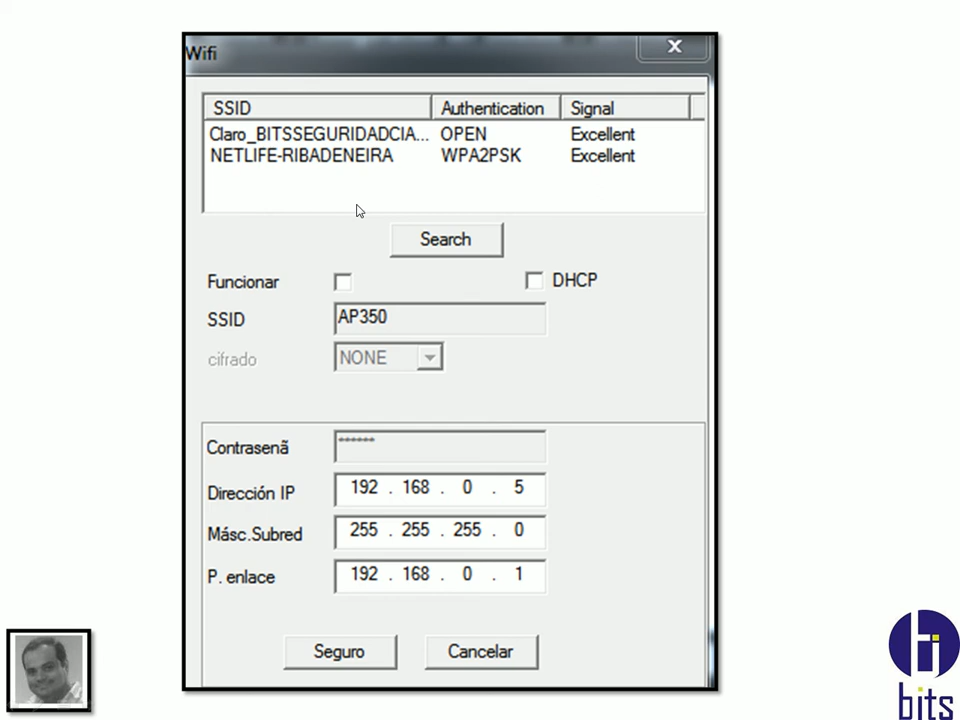 Wifi
SSID Authentication Signal
Claro_BITSSEGURIDADCIA... OPEN Excellent
NETLIFE-RIBADENEIRA WPA2PSK Excellent
Search
Funcionar DHCP
SSID AP350
cifrado NONE
Contrasenã ******
Dirección IP 192 . 168 . 0 . 5
Másc.Subred 255 . 255 . 255 . 0
P. enlace 192 . 168 . 0 . 1
Seguro Cancelar
bits